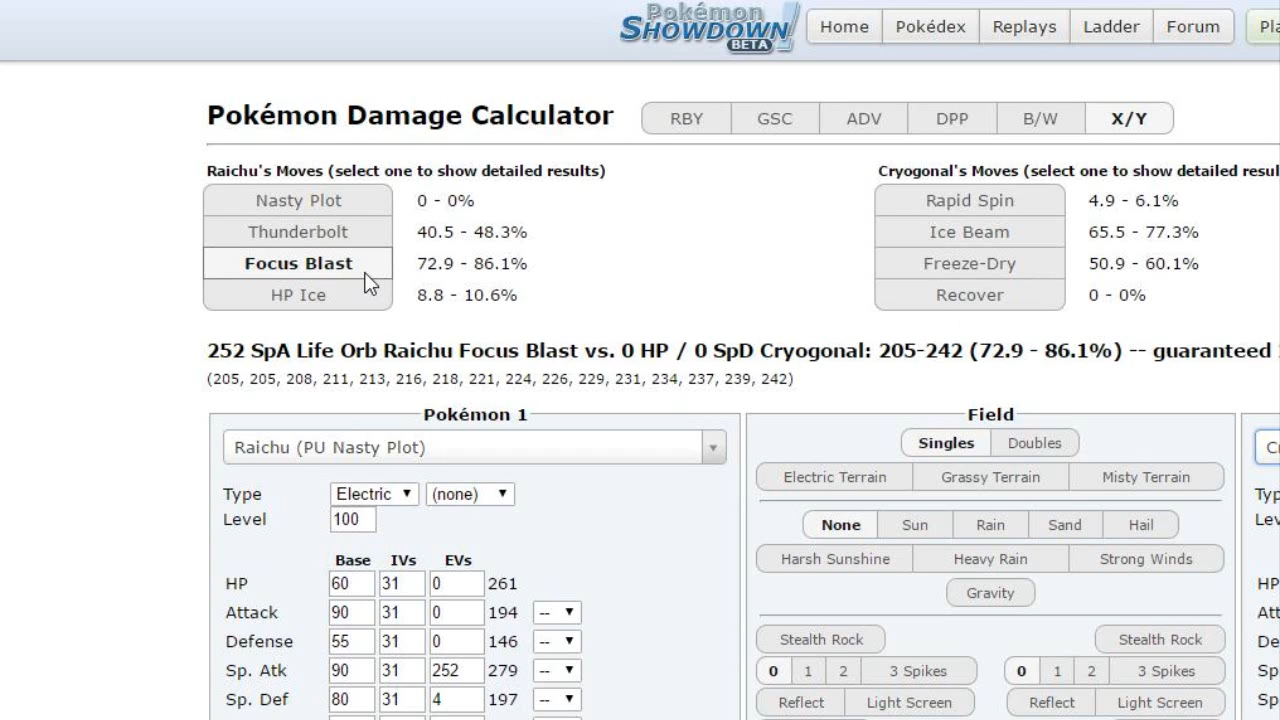 Pokémon
SHOWDOWN
BETA
Home Pokédex Replays Ladder Forum
Pokémon Damage Calculator RBY GSC ADV DPP B/W X/Y
Raichu's Moves (select one to show detailed results) Cryogonal's Moves (select one to show detailed
Nasty Plot 0 - 0% Rapid Spin 4.9 - 6.1%
Thunderbolt 40.5 - 48.3% Ice Beam 65.5 - 77.3%
Focus Blast 72.9 - 86.1% Freeze-Dry 50.9 - 60.1%
HP Ice 8.8 - 10.6% Recover 0 - 0%
252 SpA Life Orb Raichu Focus Blast vs. 0 HP / 0 SpD Cryogonal: 205-242 (72.9 - 86.1%) -- guaranteed
(205, 205, 208, 211, 213, 216, 218, 221, 224, 226, 229, 231, 234, 237, 239, 242)
Pokémon 1 Field
Raichu (PU Nasty Plot) Singles Doubles
Electric Terrain Grassy Terrain Misty Terrain
Type Electric (none)
Level 100 None Sun Rain Sand Hail
Base IVs EVs Harsh Sunshine Heavy Rain Strong Winds
HP 60 31 0 261 Gravity HP
Attack 90 31 0 194 --
Defense 55 31 0 146 -- Stealth Rock Stealth Rock
Sp. Atk 90 31 252 279 -- 0 1 2 3 Spikes 0 1 2 3 Spikes
Sp. Def 80 31 4 197 -- Reflect Light Screen Reflect Light Screen